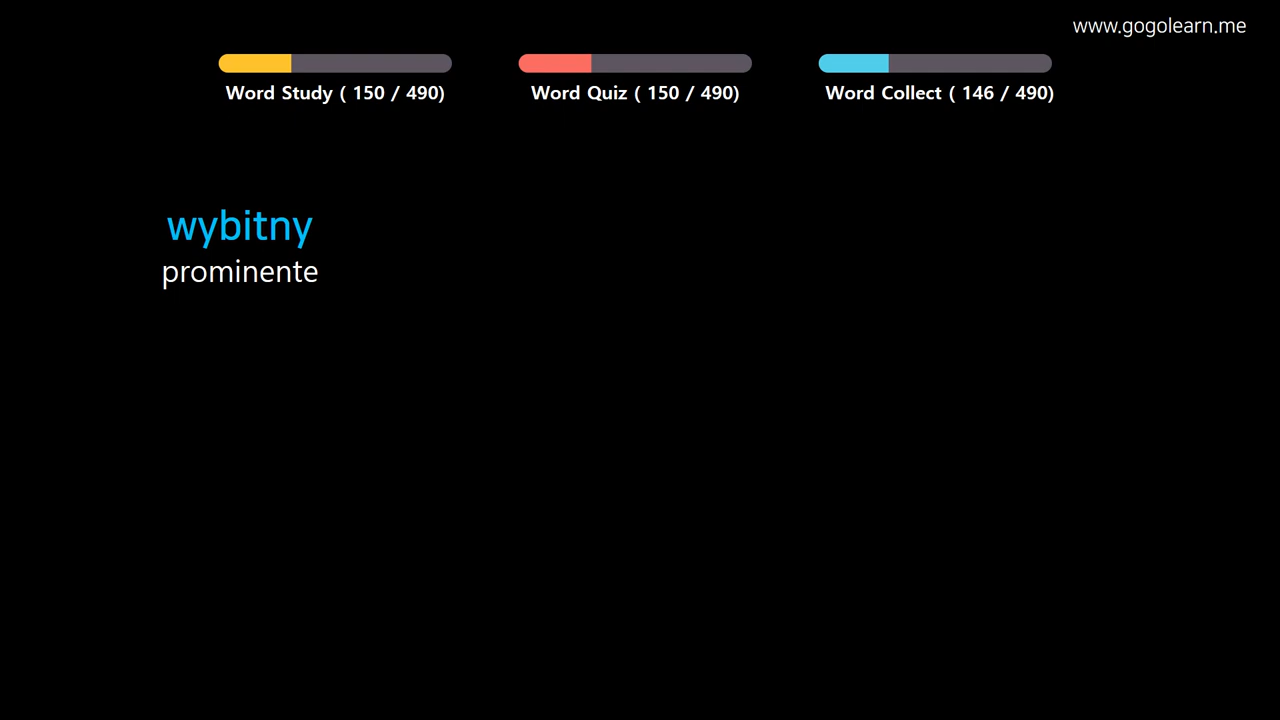 www.gogolearn.me
Word Study ( 150 / 490)
Word Quiz ( 150 / 490)
Word Collect ( 146 / 490)
wybitny
prominente